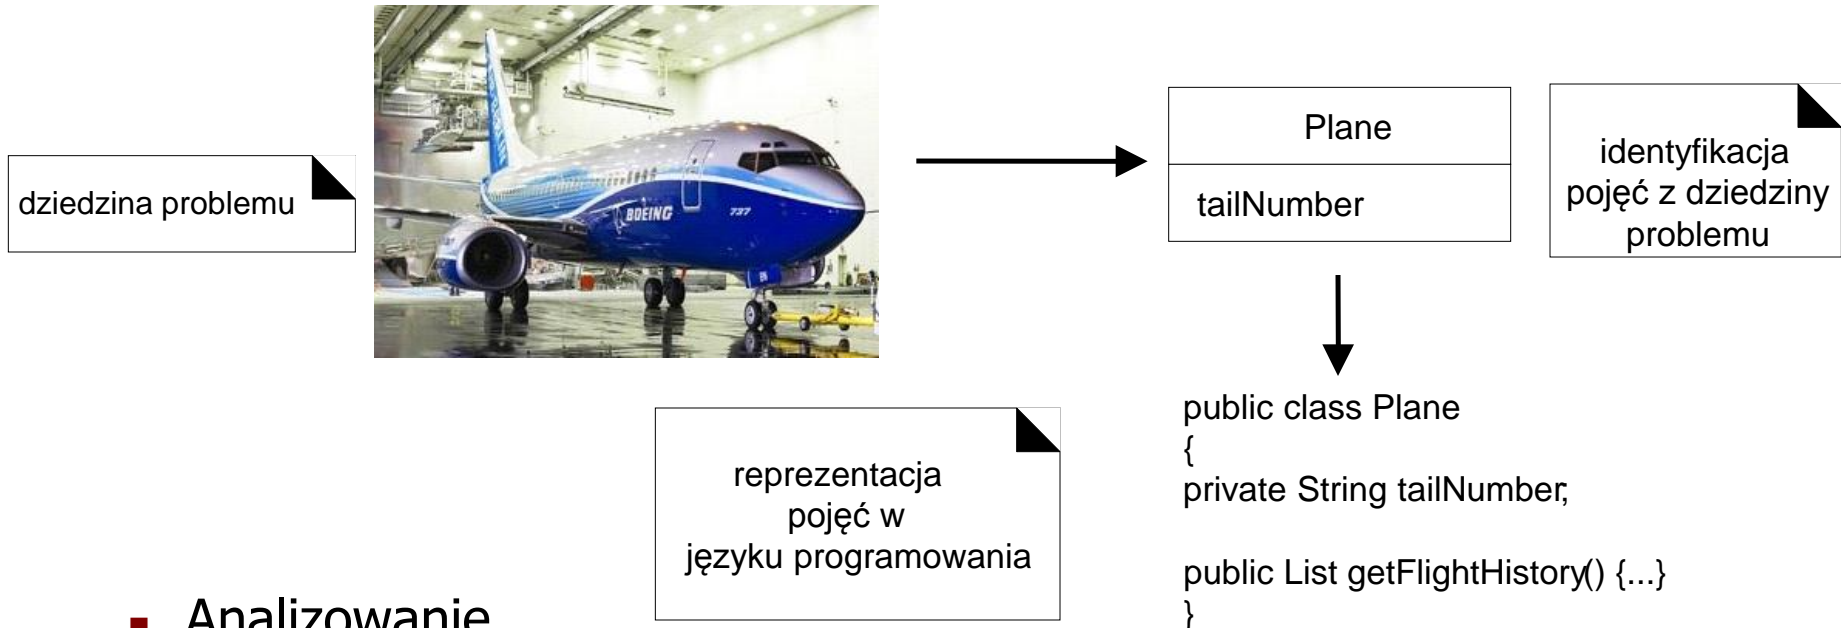 dziedzina problemu
BOEING 737
Plane
tailNumber
identyfikacja
pojęć z dziedziny
problemu
reprezentacja
pojęć w
języku programowania
public class Plane
{
private String tailNumber;
public List getFlightHistory() {...}
}
Analizowanie